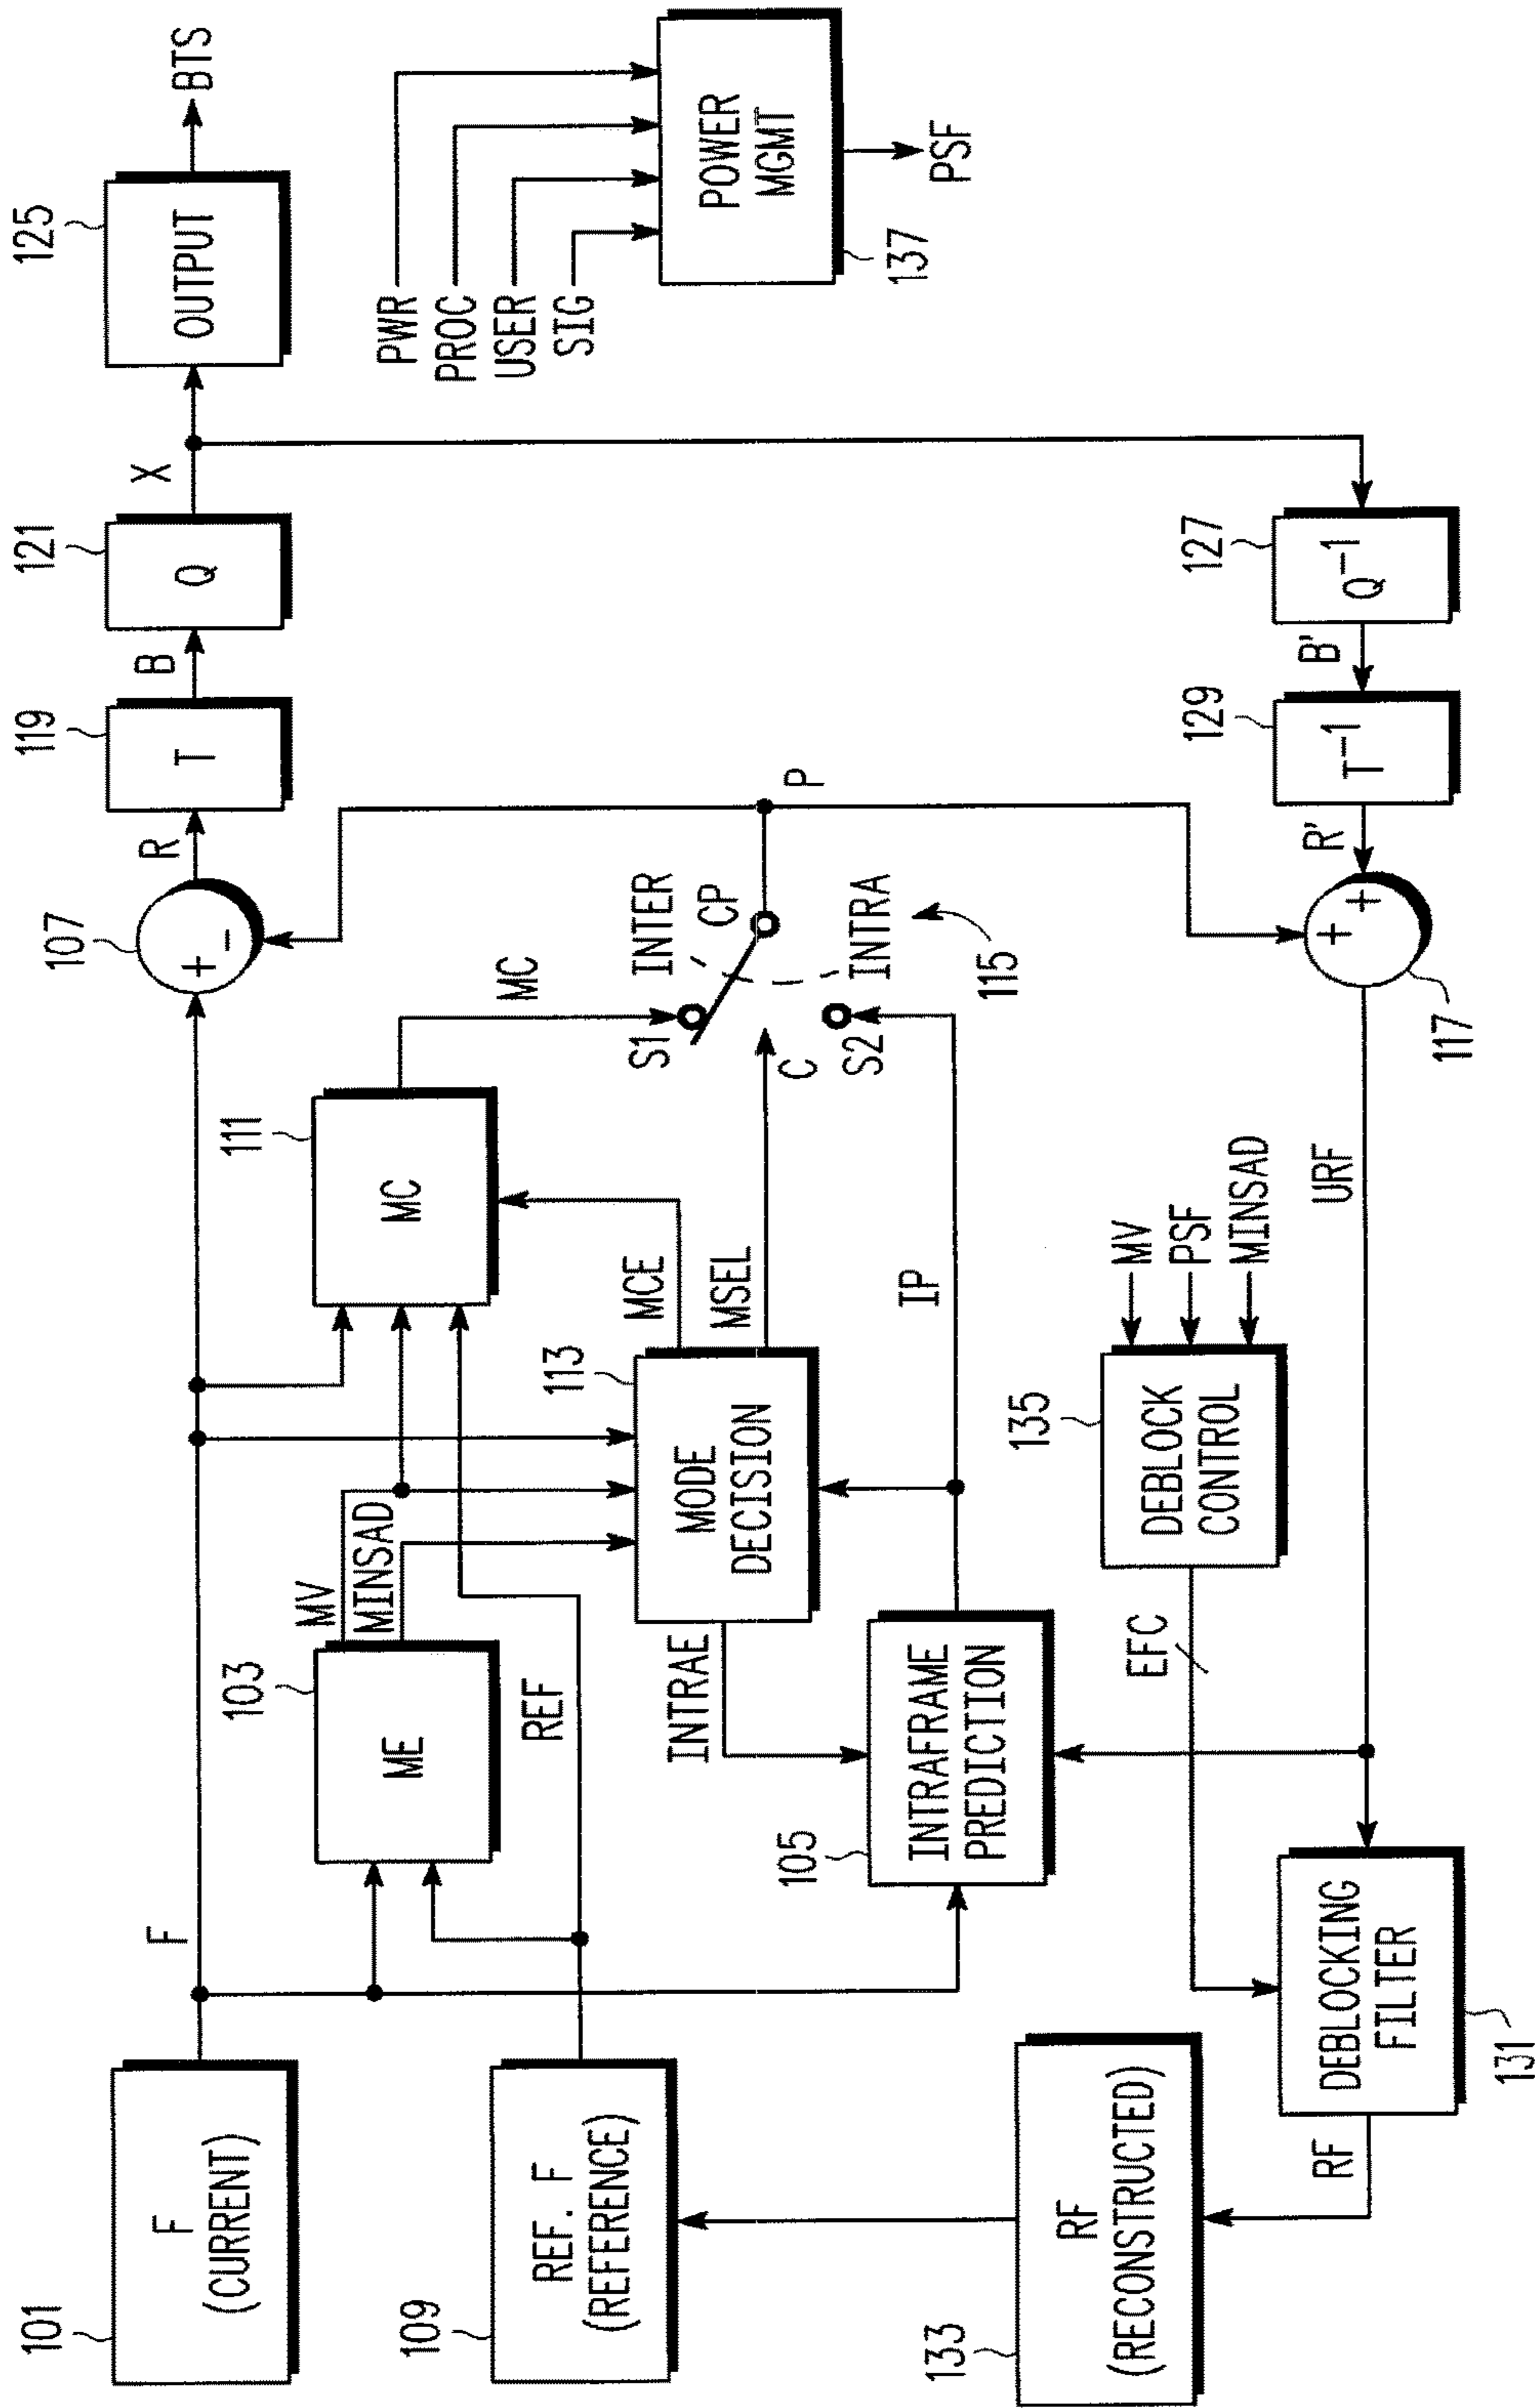 101
F
(CURRENT)
F
107
+
-
R
119
T
B
121
Q
X
125
OUTPUT
BTS
103
ME
MV
MINSAD
REF
111
MC
MC
109
REF. F
(REFERENCE)
113
MODE
DECISION
MCE
MSEL
INTRAE
S1
INTER
CP
C
S2
INTRA
115
P
PWR
PROC
USER
SIG
POWER
MGMT
137
PSF
105
INTRAFRAME
PREDICTION
IP
133
RF
(RECONSTRUCTED)
RF
131
DEBLOCKING
FILTER
EFC
135
DEBLOCK
CONTROL
MV
PSF
MINSAD
URF
117
+
+
R'
129
T⁻¹
B'
127
Q⁻¹